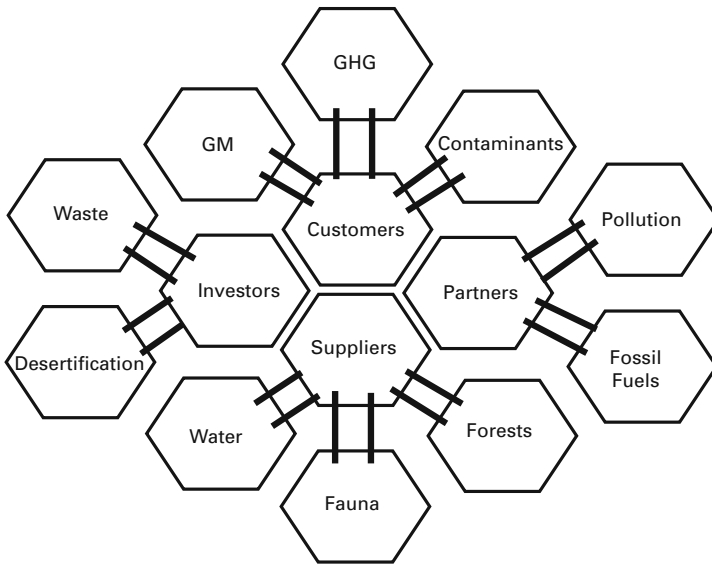 GHG
GM
Contaminants
Waste
Customers
Pollution
Investors
Partners
Suppliers
Desertification
Fossil
Fuels
Water
Forests
Fauna